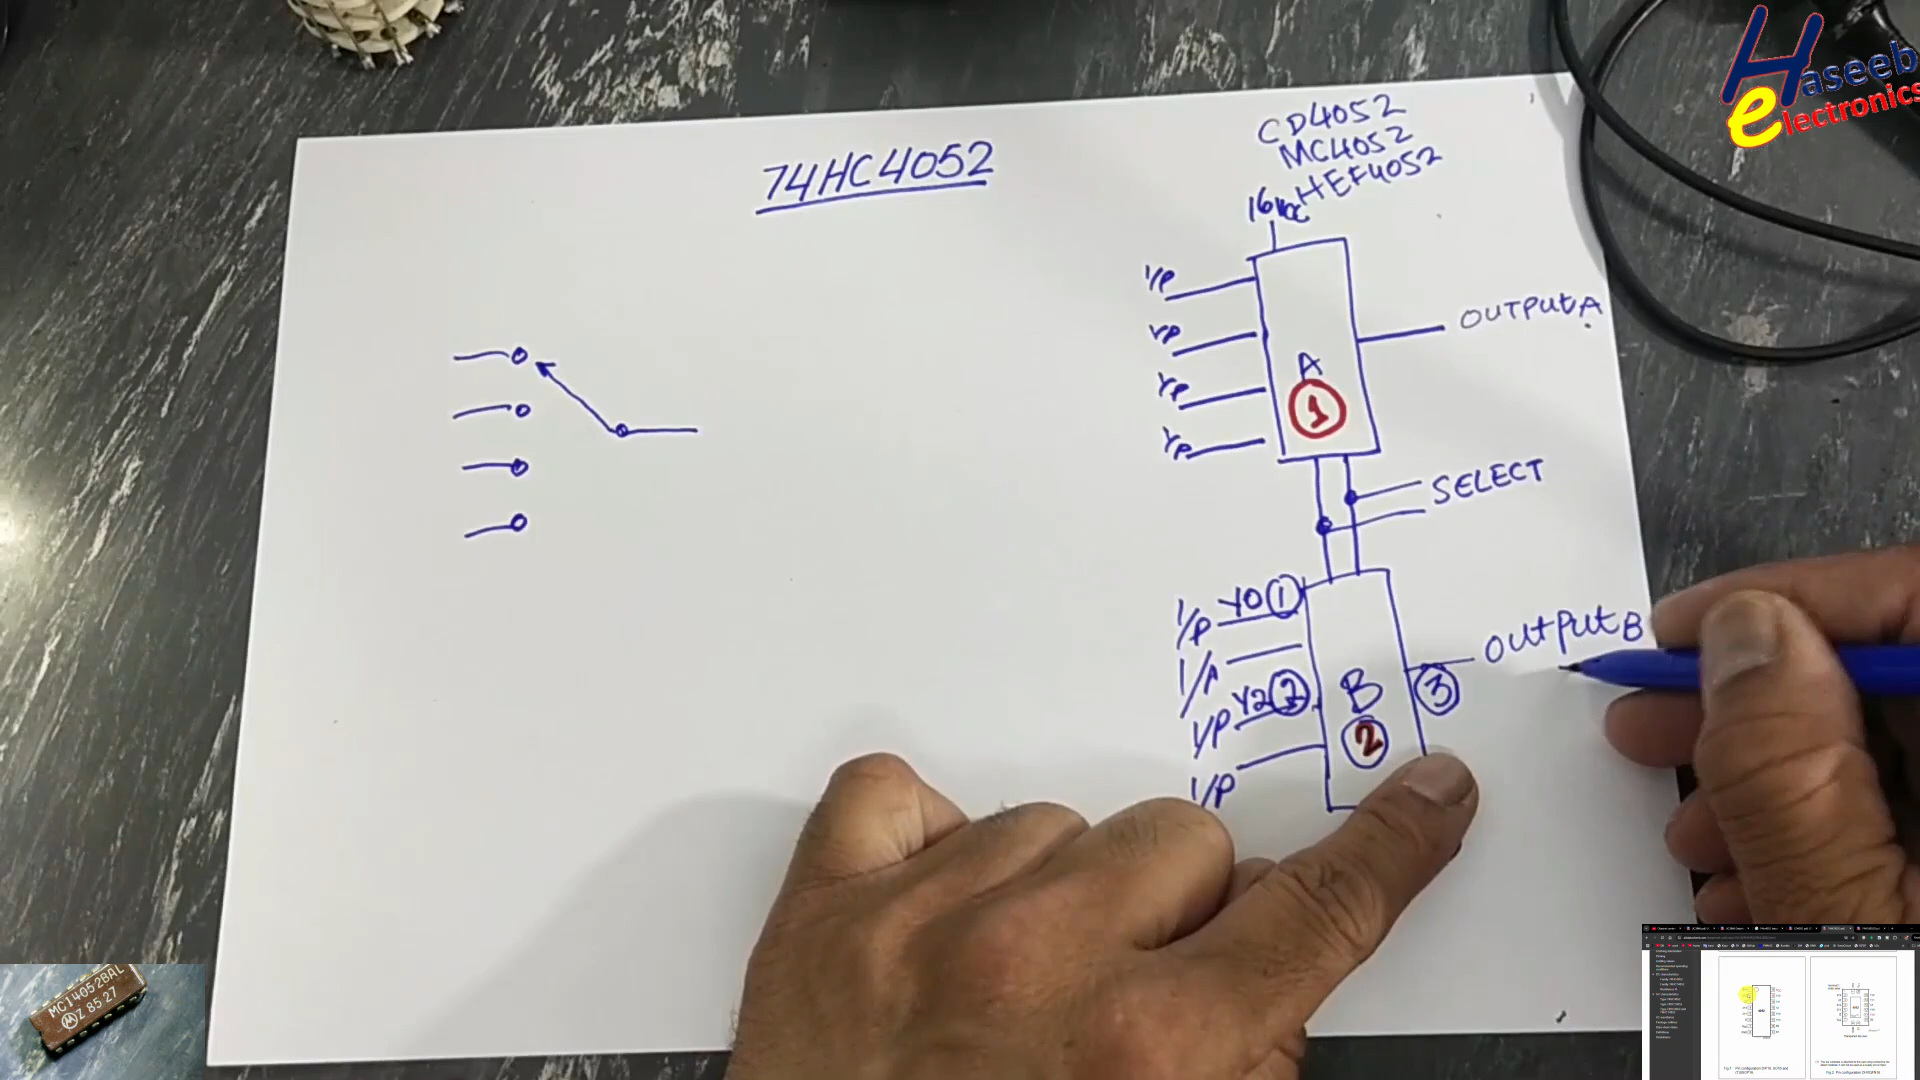 Haseeb
electronics
CD4052
MC4052
HEF4052
74HC4052
16 VCC
I/P
I/P
I/P
I/P
A
1
OUTPUT A
SELECT
I/P Y0 1
I/P
I/P Y2 2
I/P
B
2
3
OUTPUT B
MC14052BAL
Z 8527